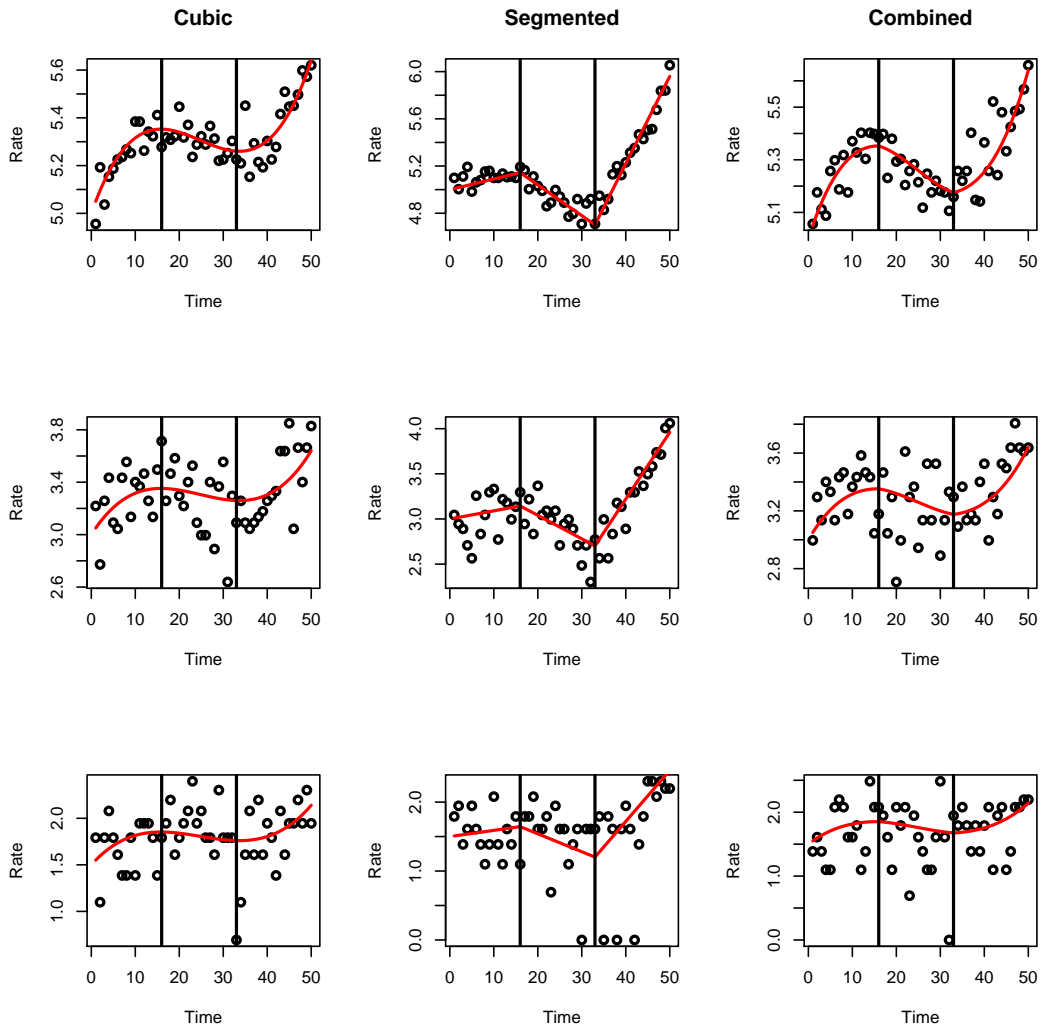 Cubic
Segmented
Combined
Rate
5.0 5.2 5.4 5.6
0 10 20 30 40 50
Time
Rate
4.8 5.2 5.6 6.0
0 10 20 30 40 50
Time
Rate
5.1 5.3 5.5
0 10 20 30 40 50
Time
Rate
2.6 3.0 3.4 3.8
0 10 20 30 40 50
Time
Rate
2.5 3.0 3.5 4.0
0 10 20 30 40 50
Time
Rate
2.8 3.2 3.6
0 10 20 30 40 50
Time
Rate
1.0 1.5 2.0
0 10 20 30 40 50
Time
Rate
0.0 1.0 2.0
0 10 20 30 40 50
Time
Rate
0.0 1.0 2.0
0 10 20 30 40 50
Time